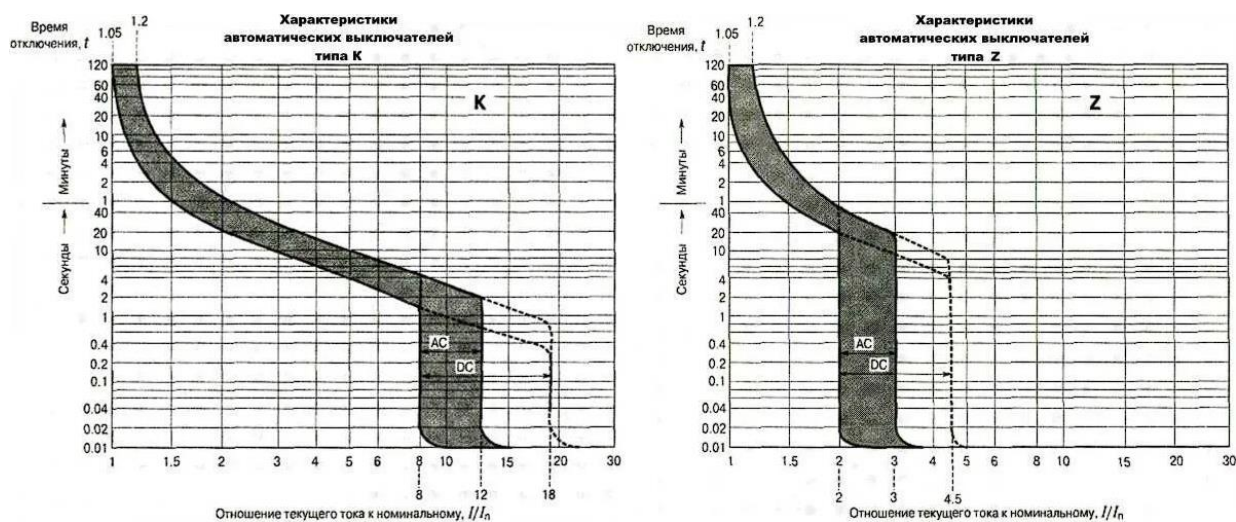 Время
отключения, t
1.05
1.2
Характеристики
автоматических выключателей
типа K
120
60
40
20
10
6
4
2
1
40
20
10
4
2
1
0.4
0.2
0.1
0.04
0.02
0.01
Минуты
Секунды
K
AC
DC
1 1.5 2 3 4 5 6 8 10 15 20 30
8 12 18
Отношение текущего тока к номинальному, I/In
Время
отключения, t
1.05
1.2
Характеристики
автоматических выключателей
типа Z
120
60
40
20
10
6
4
2
1
40
20
10
4
2
1
0.4
0.2
0.1
0.04
0.02
0.01
Минуты
Секунды
Z
AC
DC
1 1.5 2 3 4 5 6 8 10 15 20 30
2 3 4.5
Отношение текущего тока к номинальному, I/In